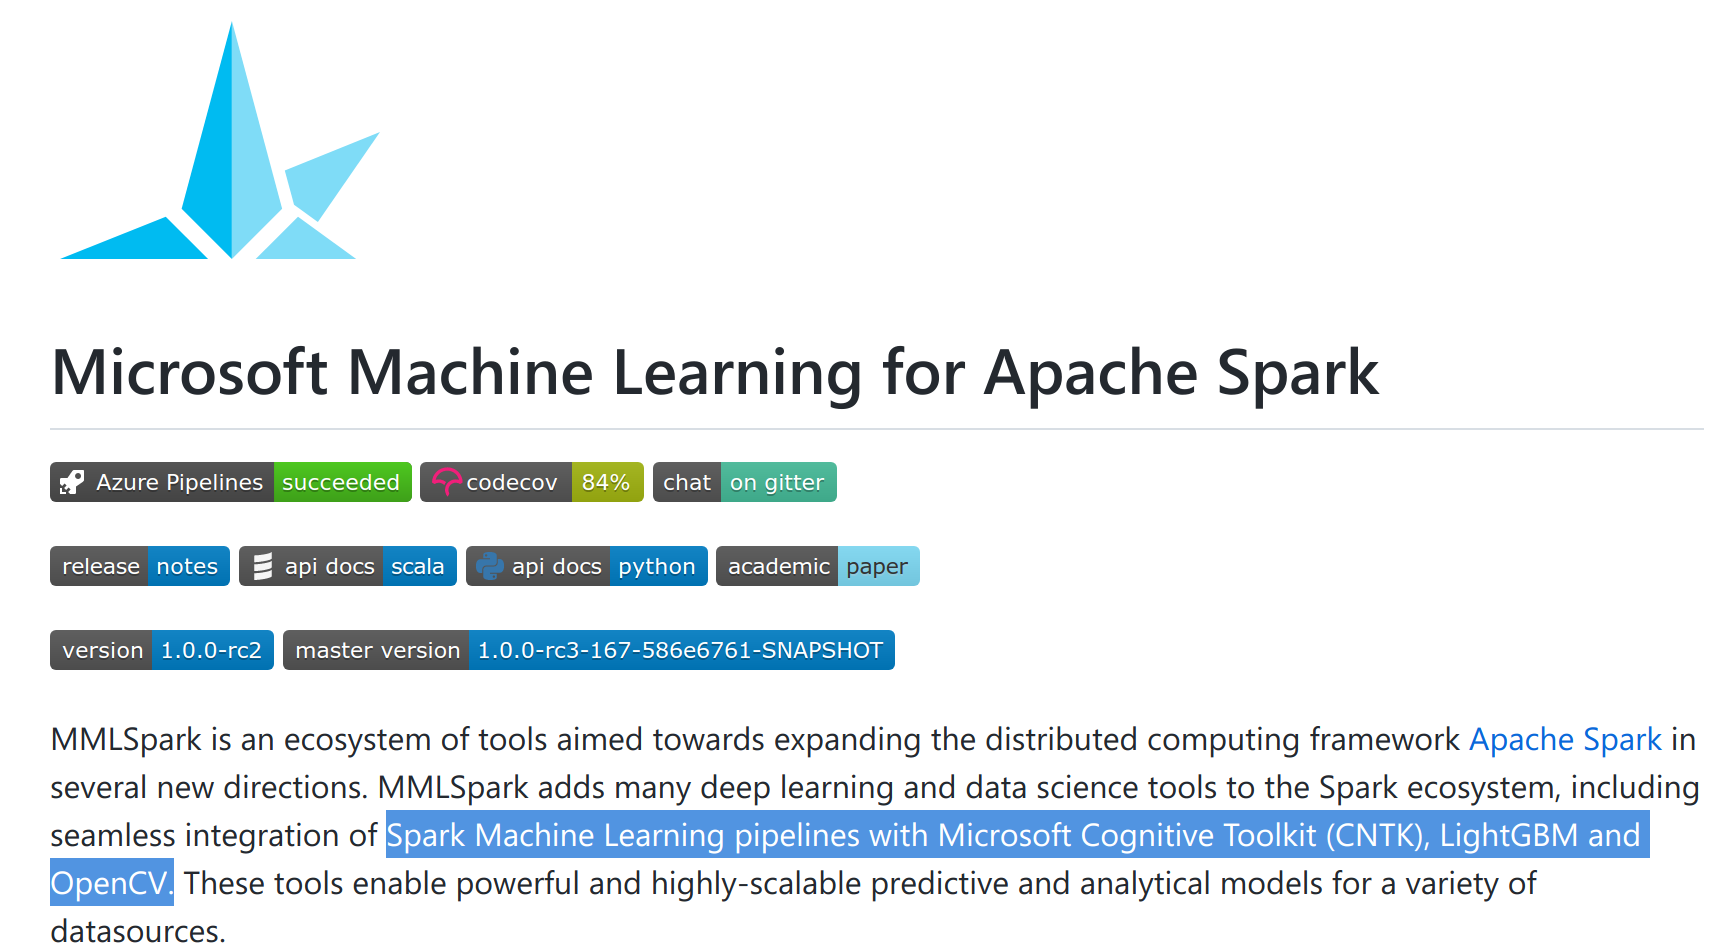 Microsoft Machine Learning for Apache Spark
Azure Pipelines succeeded codecov 84% chat on gitter
release notes api docs scala api docs python academic paper
version 1.0.0-rc2 master version 1.0.0-rc3-167-586e6761-SNAPSHOT
MMLSpark is an ecosystem of tools aimed towards expanding the distributed computing framework Apache Spark in
several new directions. MMLSpark adds many deep learning and data science tools to the Spark ecosystem, including
seamless integration of Spark Machine Learning pipelines with Microsoft Cognitive Toolkit (CNTK), LightGBM and
OpenCV. These tools enable powerful and highly-scalable predictive and analytical models for a variety of
datasources.